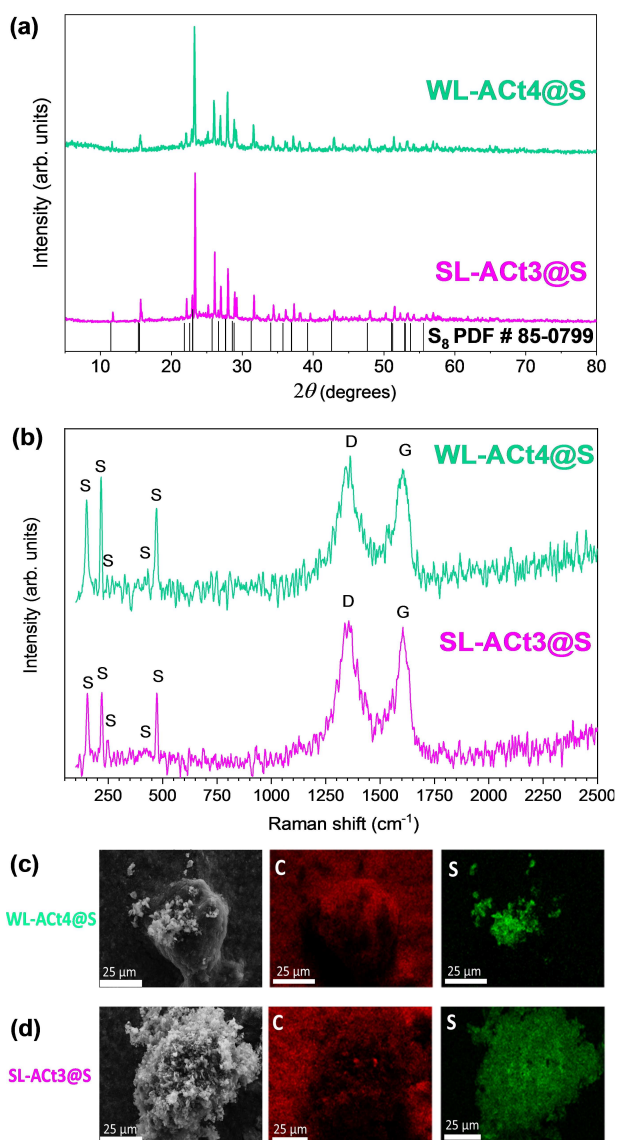 (a)
WL-ACt4@S
SL-ACt3@S
S₈ PDF # 85-0799
Intensity (arb. units)
10 20 30 40 50 60 70 80
2θ (degrees)
(b)
D
G
WL-ACt4@S
S S S S S
D
G
SL-ACt3@S
S S S S S
Intensity (arb. units)
250 500 750 1000 1250 1500 1750 2000 2250 2500
Raman shift (cm⁻¹)
(c)
WL-ACt4@S
25 µm
C
25 µm
S
25 µm
(d)
SL-ACt3@S
25 µm
C
25 µm
S
25 µm